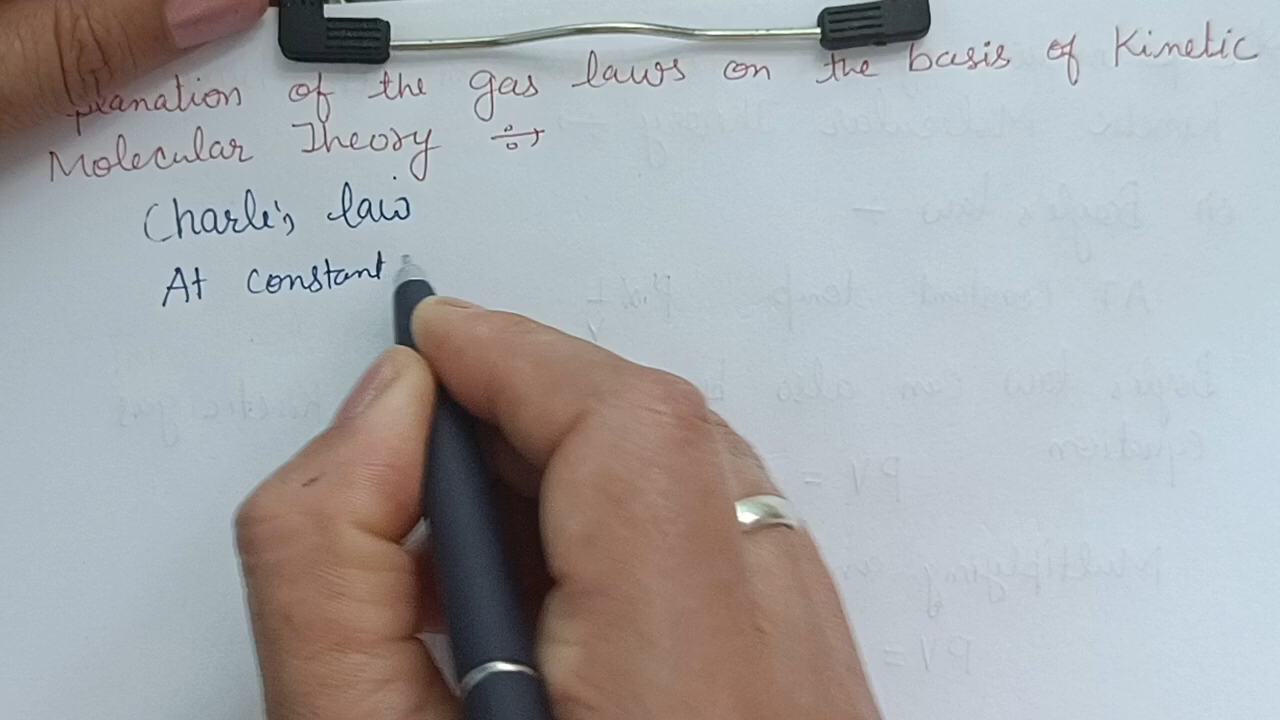 planation of the gas laws on the basis of Kinetic
Molecular Theory
Charle's law
At constant